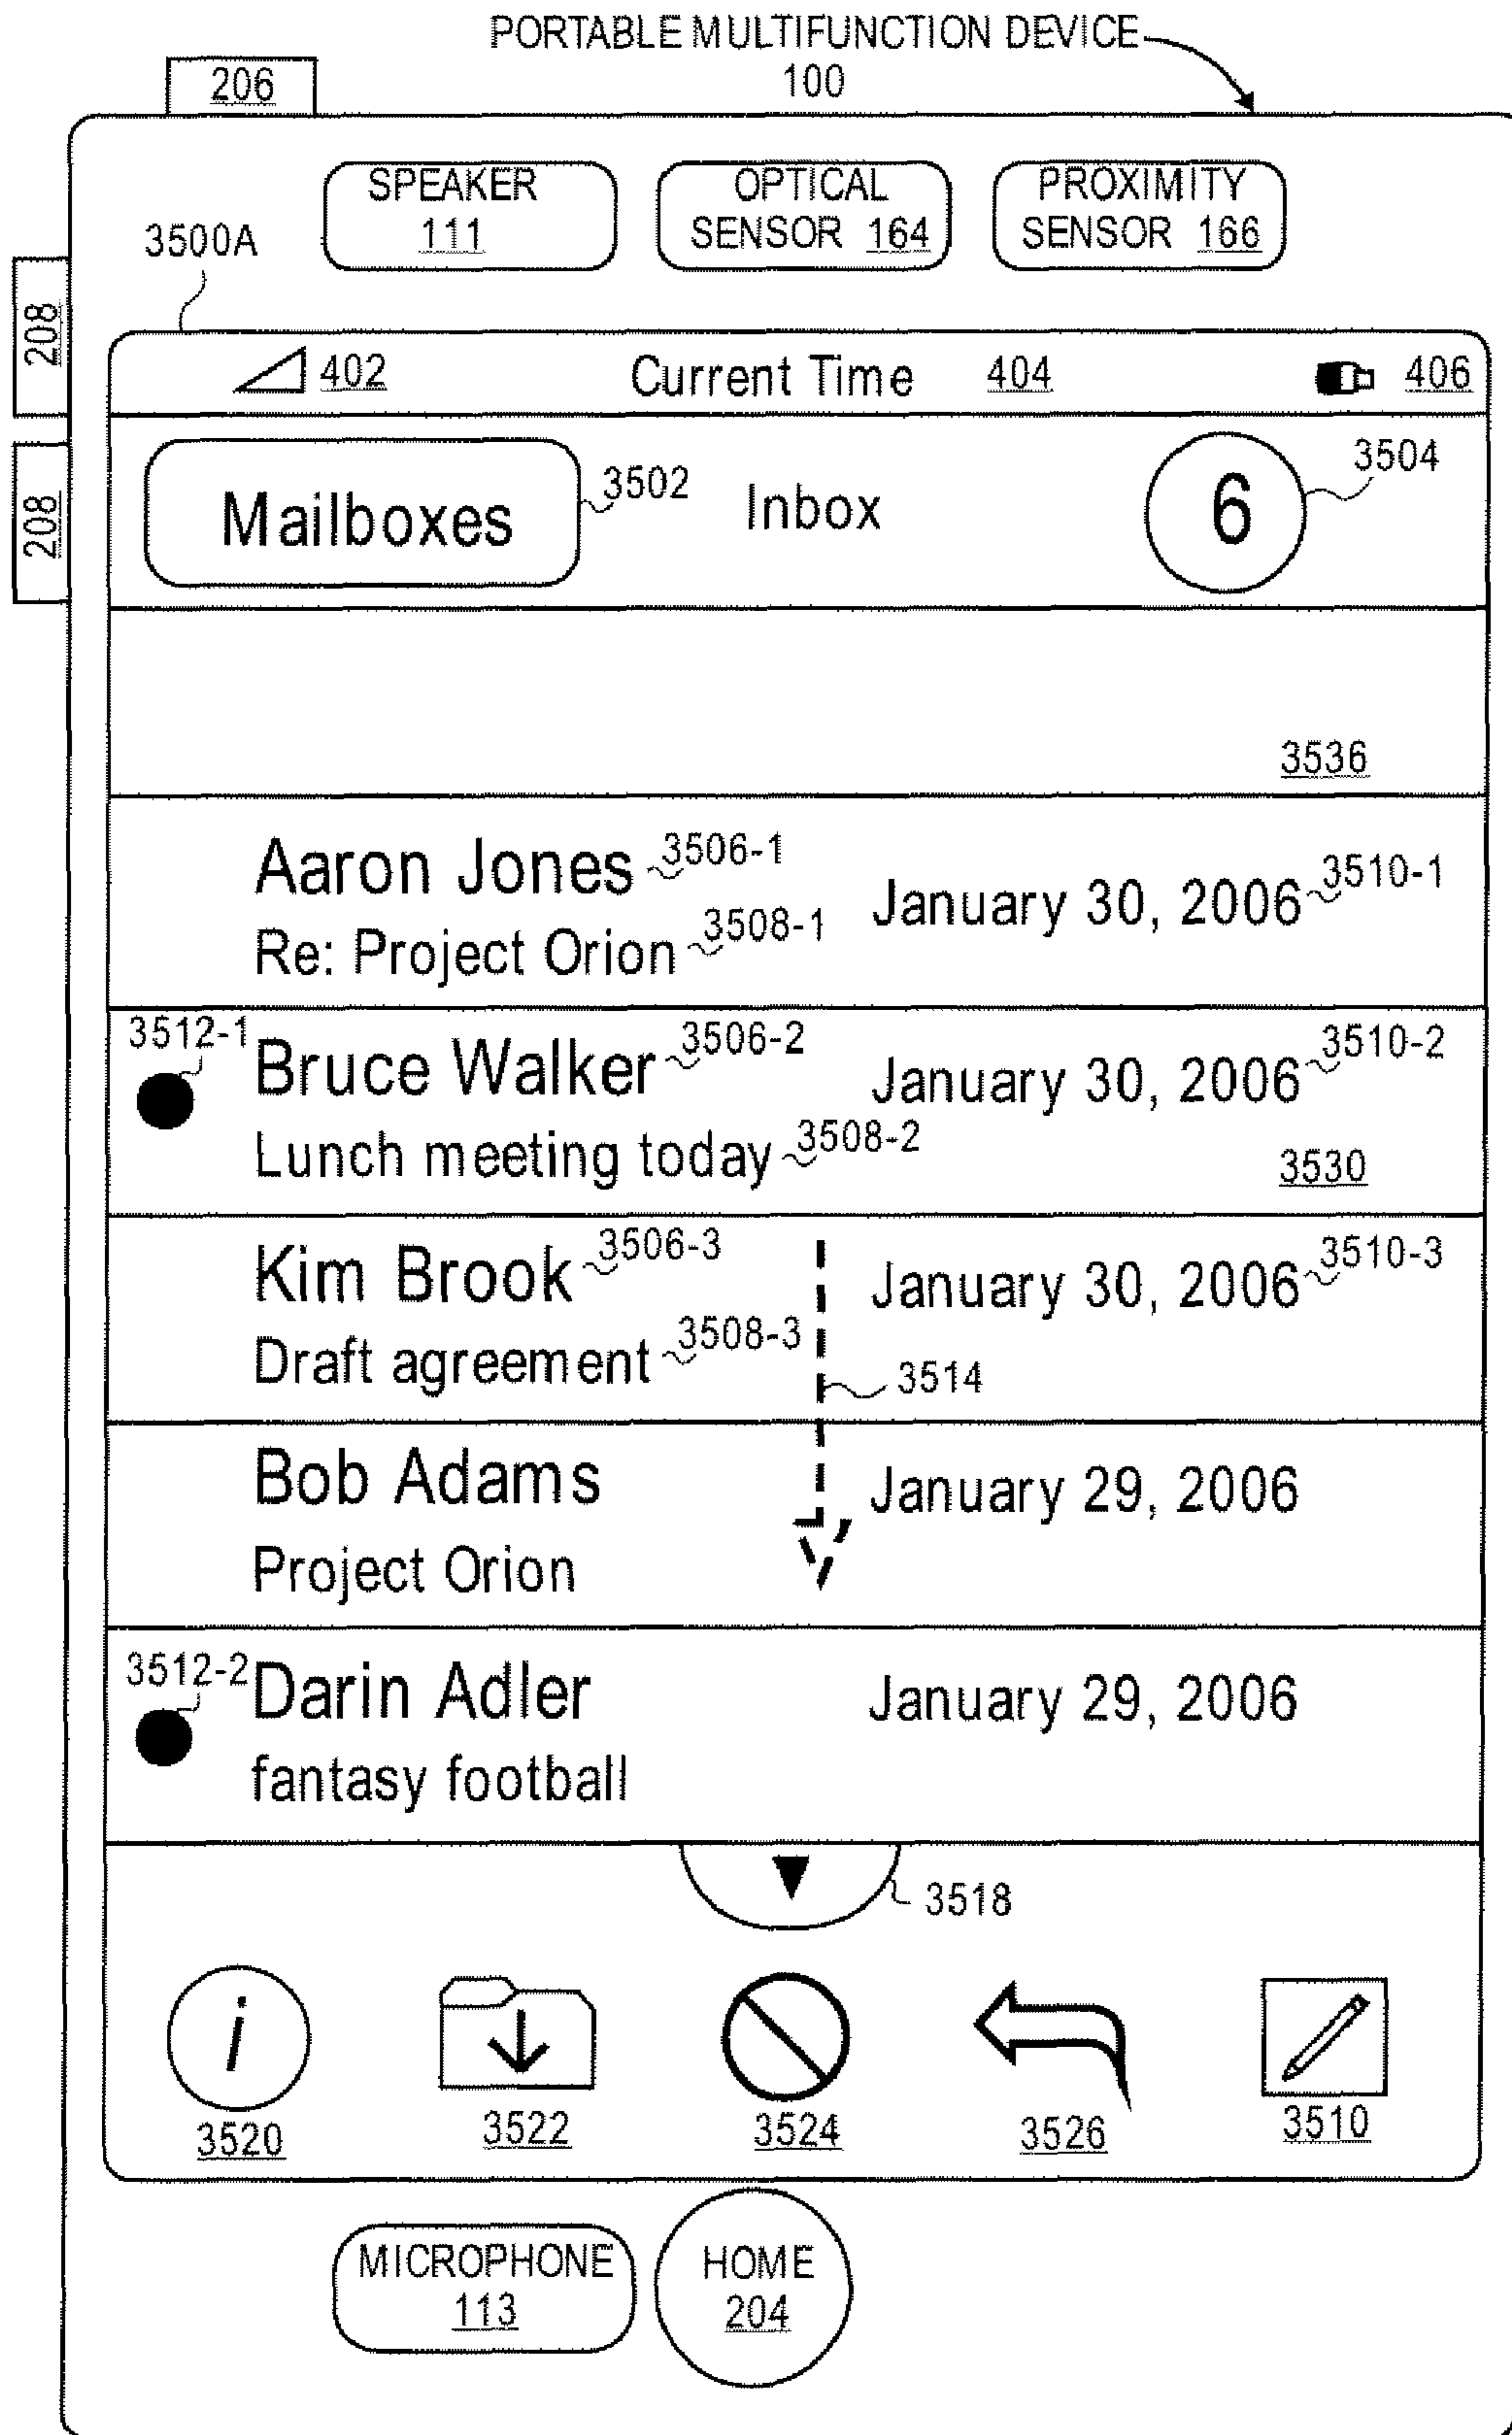 PORTABLE MULTIFUNCTION DEVICE
100
206
SPEAKER
111
OPTICAL
SENSOR 164
PROXIMITY
SENSOR 166
3500A
208
208
402 Current Time 404 406
Mailboxes 3502 Inbox 6 3504
3536
Aaron Jones 3506-1
January 30, 2006 3510-1
Re: Project Orion 3508-1
3512-1
Bruce Walker 3506-2
January 30, 2006 3510-2
Lunch meeting today 3508-2
3530
Kim Brook 3506-3
January 30, 2006 3510-3
Draft agreement 3508-3
3514
Bob Adams
January 29, 2006
Project Orion
3512-2
Darin Adler
January 29, 2006
fantasy football
3518
i
3520 3522 3524 3526 3510
MICROPHONE
113
HOME
204